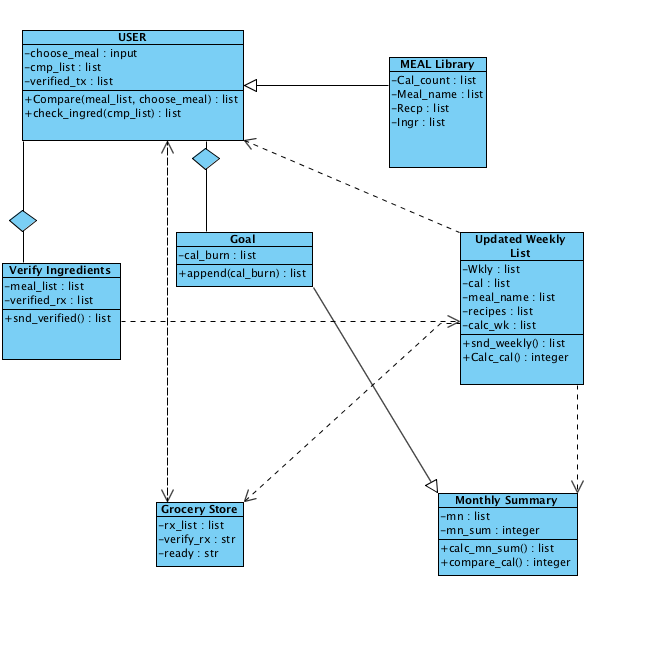 USER
-choose_meal : input
-cmp_list : list
-verified_tx : list
+Compare(meal_list, choose_meal) : list
+check_ingred(cmp_list) : list
MEAL Library
-Cal_count : list
-Meal_name : list
-Recp : list
-Ingr : list
Goal
-cal_burn : list
+append(cal_burn) : list
Updated Weekly
List
-Wkly : list
-cal : list
-meal_name : list
-recipes : list
-calc_wk : list
+snd_weekly() : list
+Calc_cal() : integer
Verify Ingredients
-meal_list : list
-verified_rx : list
+snd_verified() : list
Grocery Store
-rx_list : list
-verify_rx : str
-ready : str
Monthly Summary
-mn : list
-mn_sum : integer
+calc_mn_sum() : list
+compare_cal() : integer